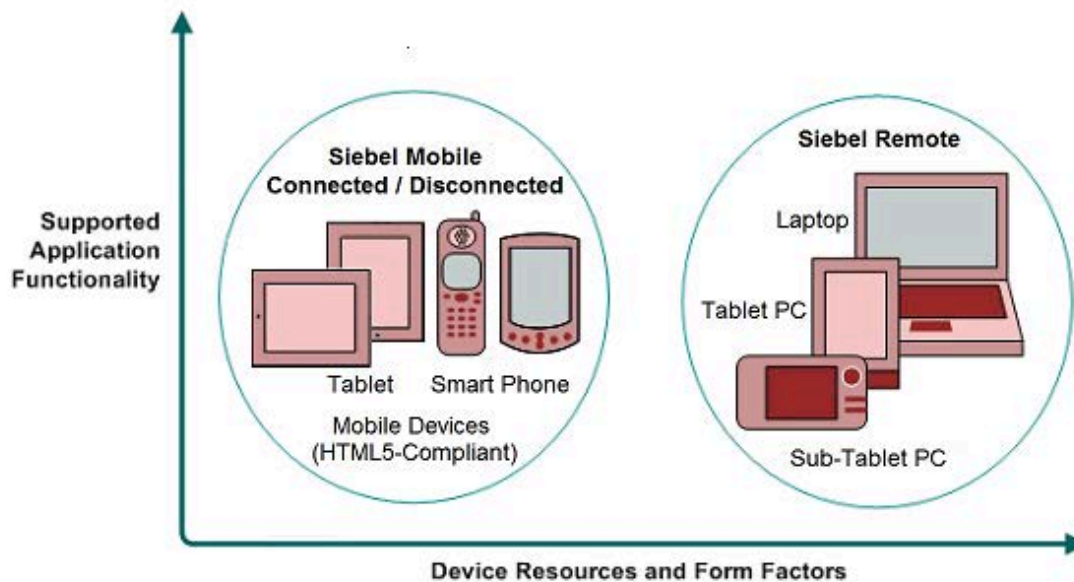 Supported
Application
Functionality
Siebel Mobile
Connected / Disconnected
Tablet
Smart Phone
Mobile Devices
(HTML5-Compliant)
Siebel Remote
Laptop
Tablet PC
Sub-Tablet PC
Device Resources and Form Factors